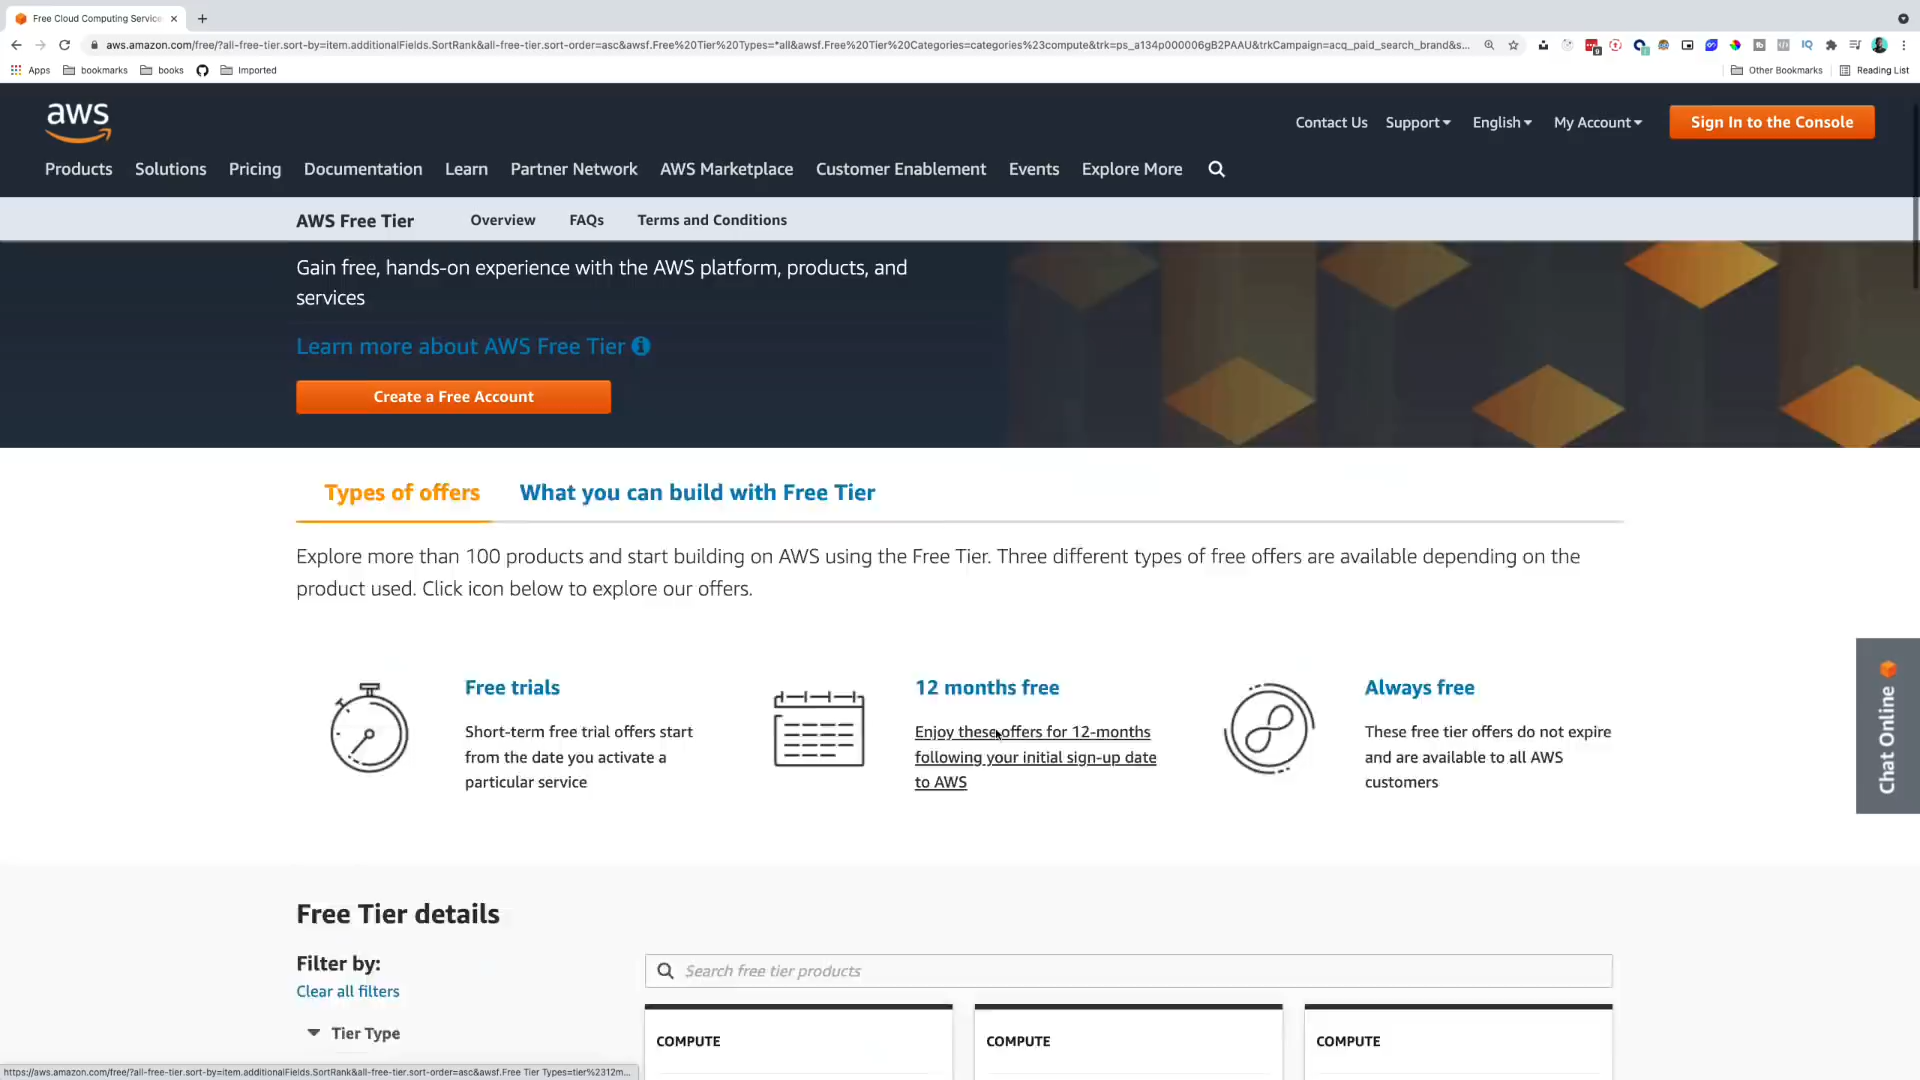 Free Cloud Computing Service
aws.amazon.com/free/?all-free-tier.sort-by=item.additionalFields.SortRank&all-free-tier.sort-order=asc&awsf.Free%20Tier%20Types=*all&awsf.Free%20Tier%20Categories=categories%23compute&trk=ps_a134p000006gB2PAAU&trkCampaign=acq_paid_search_brand&s...
Apps bookmarks books Imported Other Bookmarks Reading List
aws
Contact Us Support English My Account Sign In to the Console
Products Solutions Pricing Documentation Learn Partner Network AWS Marketplace Customer Enablement Events Explore More
AWS Free Tier Overview FAQs Terms and Conditions
Gain free, hands-on experience with the AWS platform, products, and
services
Learn more about AWS Free Tier
Create a Free Account
Types of offers What you can build with Free Tier
Explore more than 100 products and start building on AWS using the Free Tier. Three different types of free offers are available depending on the
product used. Click icon below to explore our offers.
Free trials
Short-term free trial offers start
from the date you activate a
particular service
12 months free
Enjoy these offers for 12-months
following your initial sign-up date
to AWS
Always free
These free tier offers do not expire
and are available to all AWS
customers
Chat Online
Free Tier details
Filter by:
Clear all filters
Tier Type
Search free tier products
COMPUTE COMPUTE COMPUTE
https://aws.amazon.com/free/?all-free-tier.sort-by=item.additionalFields.SortRank&all-free-tier.sort-order=asc&awsf.Free Tier Types=tier%2312m...